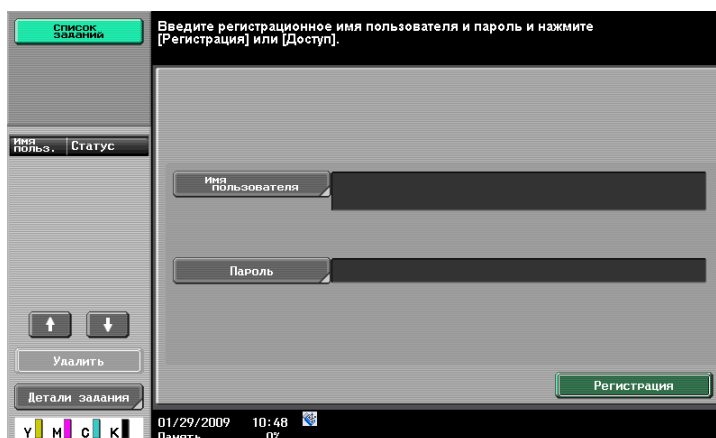 Список
заданий
Введите регистрационное имя пользователя и пароль и нажмите
[Регистрация] или [Доступ].
Имя
польз.
Статус
Имя
пользователя
Пароль
Удалить
Регистрация
Детали задания
01/29/2009 10:48
Память 0%
Y M C K